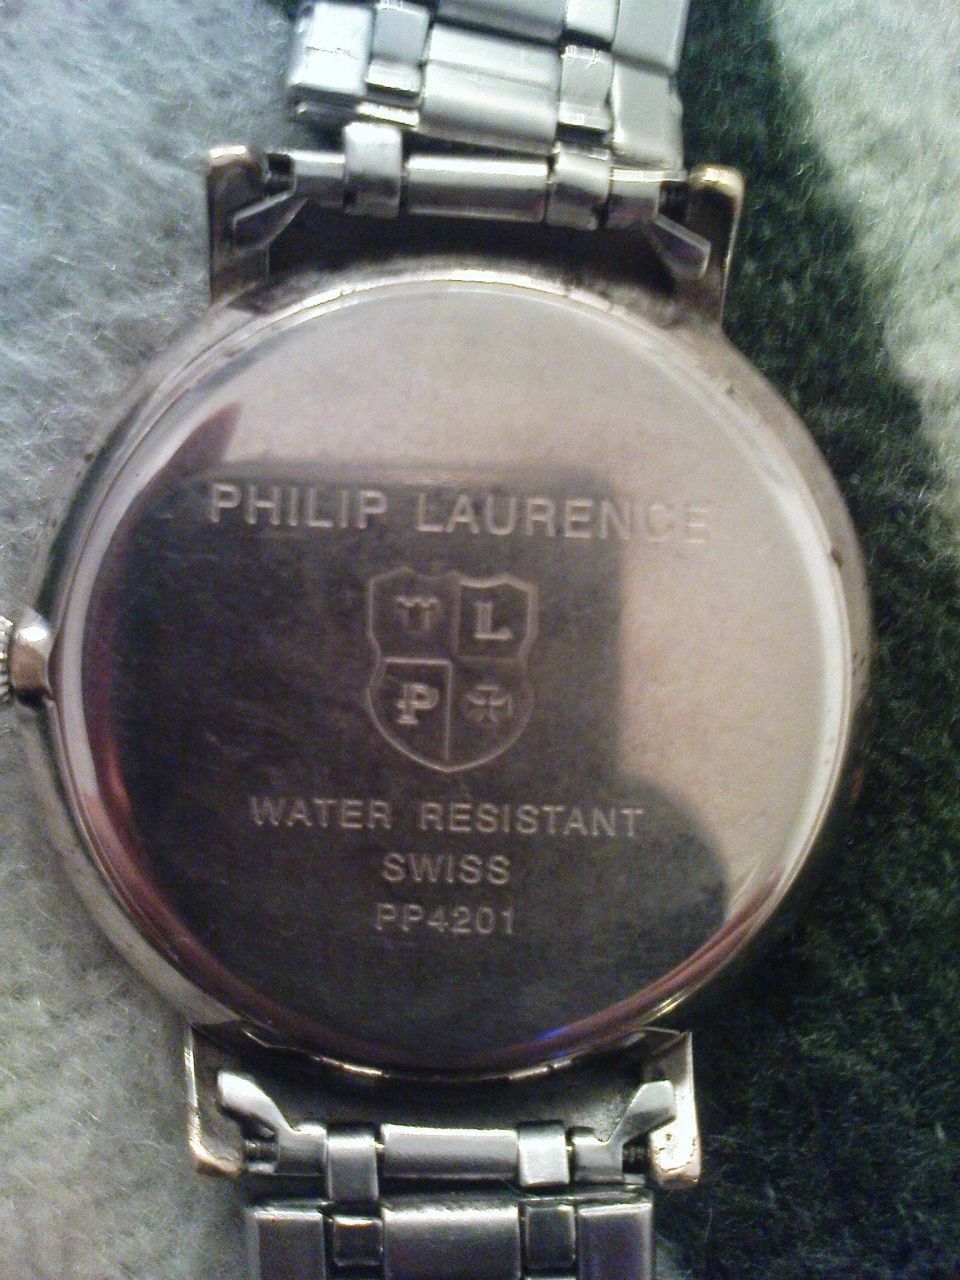 PHILIP LAURENCE
L
P
WATER RESISTANT
SWISS
PP4201